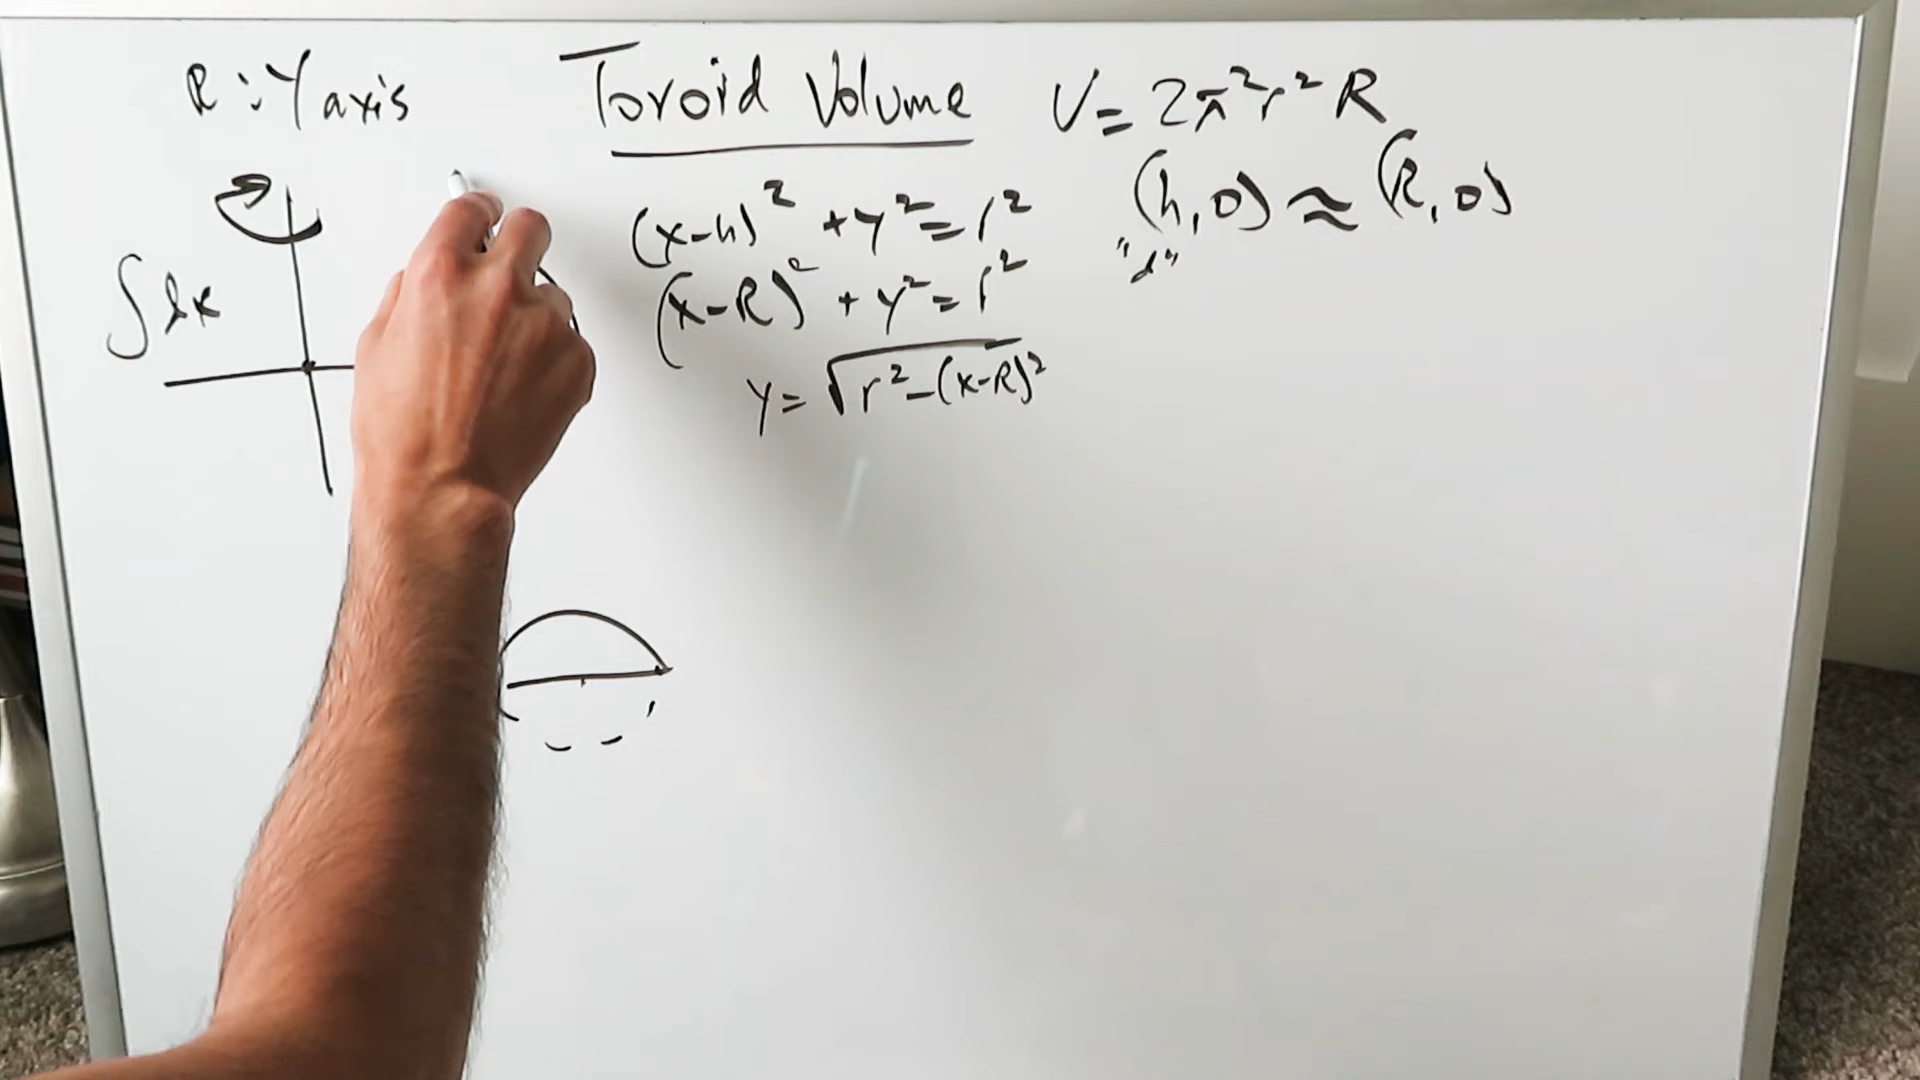 R : Y axis
Toroid Volume
V = 2π²r²R
(h, 0) ≈ (R, 0)
"d"
(x-h)² + y² = r²
(x-R)² + y² = r²
y = √r² - (x-R)²
∫dx